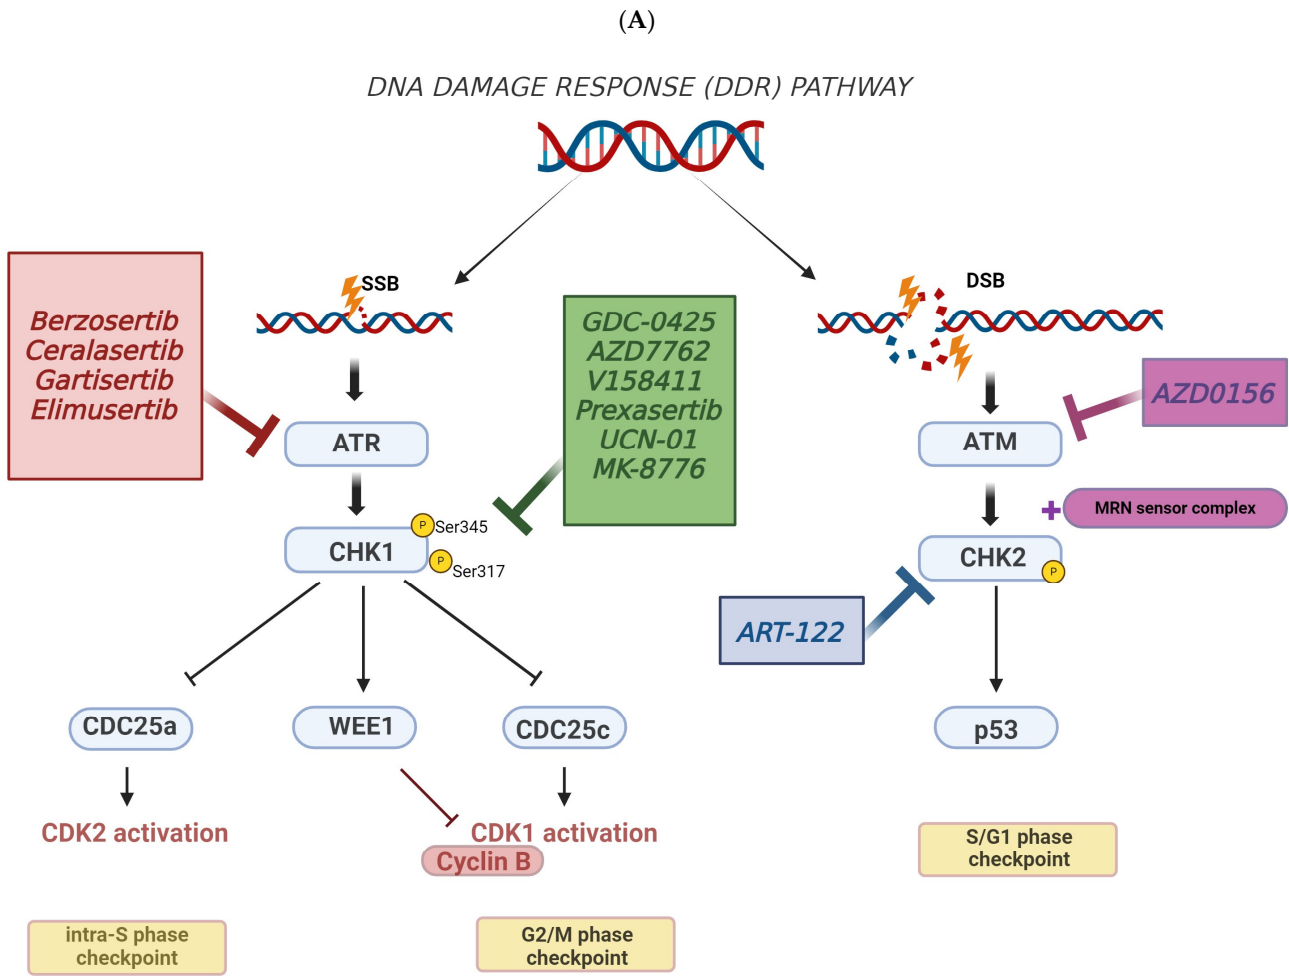 (A)
DNA DAMAGE RESPONSE (DDR) PATHWAY
SSB
DSB
Berzosertib
Ceralasertib
Gartisertib
Elimusertib
GDC-0425
AZD7762
V158411
Prexasertib
UCN-01
MK-8776
AZD0156
ATR
ATM
MRN sensor complex
P
Ser345
CHK1
P
Ser317
CHK2
P
ART-122
CDC25a
WEE1
CDC25c
p53
CDK2 activation
CDK1 activation
Cyclin B
S/G1 phase
checkpoint
intra-S phase
checkpoint
G2/M phase
checkpoint